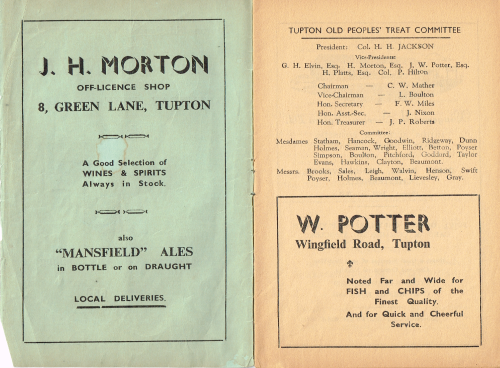 J. H. MORTON
OFF-LICENCE SHOP
8, GREEN LANE, TUPTON
A Good Selection of
WINES & SPIRITS
Always in Stock.
also
"MANSFIELD" ALES
in BOTTLE or on DRAUGHT
LOCAL DELIVERIES.
TUPTON OLD PEOPLES' TREAT COMMITTEE
President: Col. H. H. JACKSON
Vice-Presidents:
G. H. Elvin, Esq. H. Morton, Esq. J. W. Potter, Esq.
H. Platts, Esq. Col. P. Hilton
Chairman — C. W. Mather
Vice-Chairman — L. Boulton
Hon. Secretary — F. W. Miles
Hon. Asst.-Sec. — J. Nixon
Hon. Treasurer — J. P. Roberts
Committee:
Mesdames Statham, Hancock, Goodwin, Ridgeway, Dunn
Holmes, Seaman, Wright, Elliott, Betton, Poyser
Simpson, Boulton, Pitchford, Goddard, Taylor
Evans, Hawkins, Clayton, Beaumont.
Messrs. Brooks, Sales, Leigh, Walvin, Henson, Swift
Poyser, Holmes, Beaumont, Lievesley, Gray.
W. POTTER
Wingfield Road, Tupton
Noted Far and Wide for
FISH and CHIPS of the
Finest Quality.
And for Quick and Cheerful
Service.